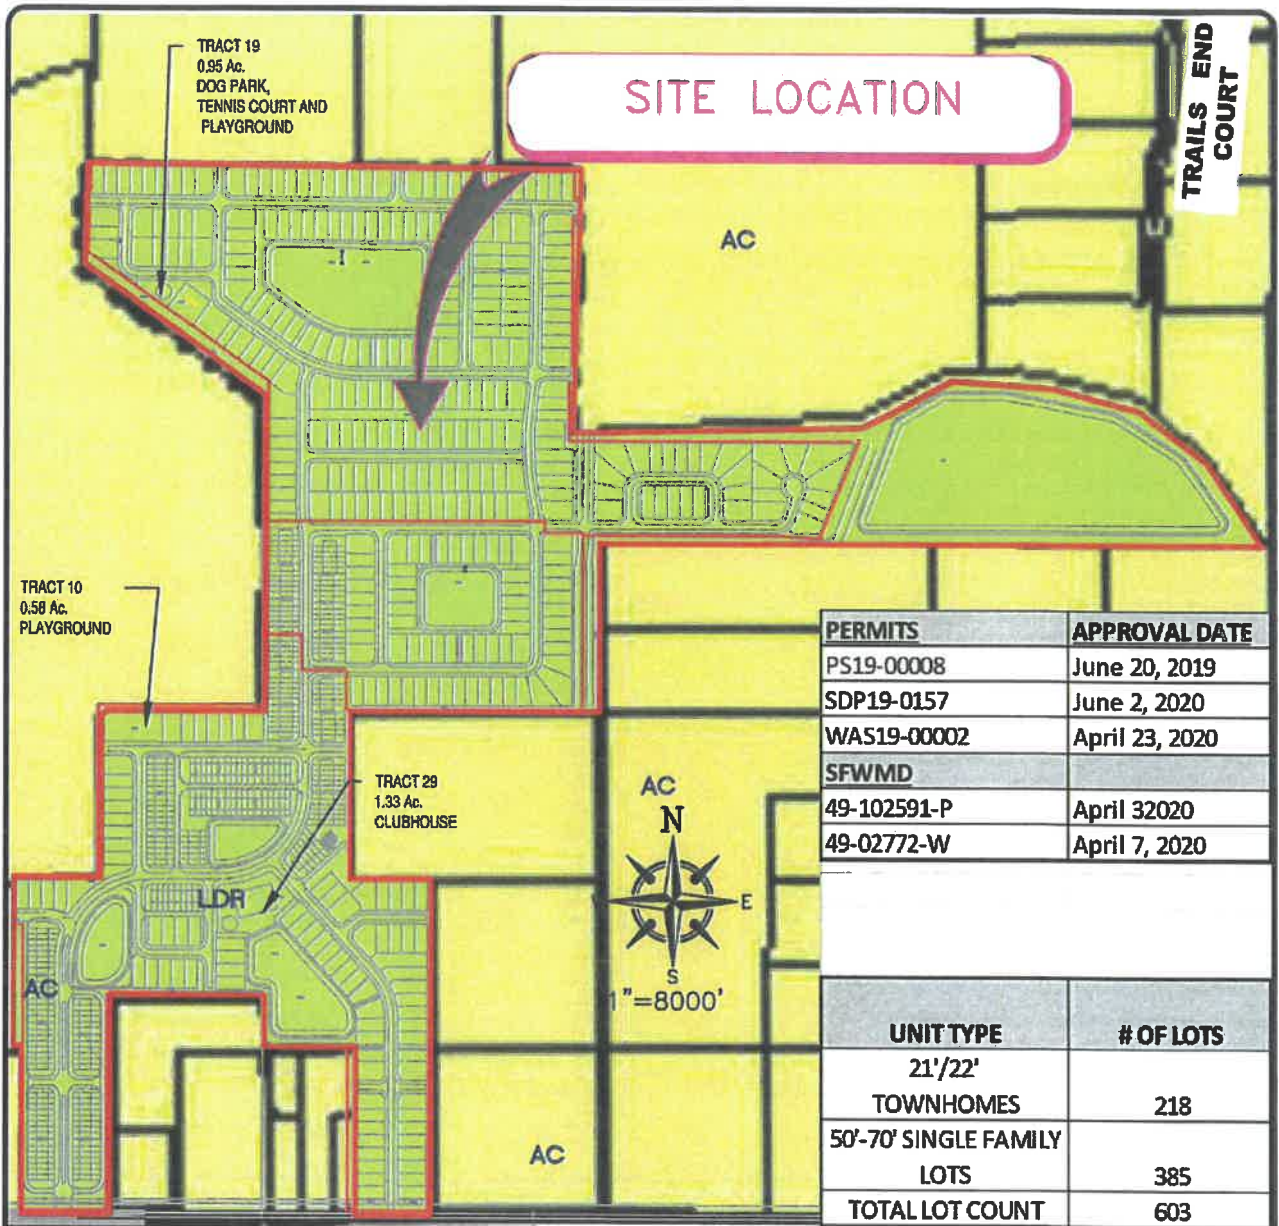 TRACT 19
0.95 Ac.
DOG PARK,
TENNIS COURT AND
PLAYGROUND
SITE LOCATION
TRAILS END
COURT
AC
TRACT 10
0.58 Ac.
PLAYGROUND
TRACT 29
1.33 Ac.
CLUBHOUSE
LDR
AC
AC
N
E
S
1"=8000'
AC
PERMITS APPROVAL DATE
PS19-00008 June 20, 2019
SDP19-0157 June 2, 2020
WAS19-00002 April 23, 2020
SFWMD
49-102591-P April 32020
49-02772-W April 7, 2020
UNIT TYPE # OF LOTS
21'/22'
TOWNHOMES 218
50'-70' SINGLE FAMILY
LOTS 385
TOTAL LOT COUNT 603